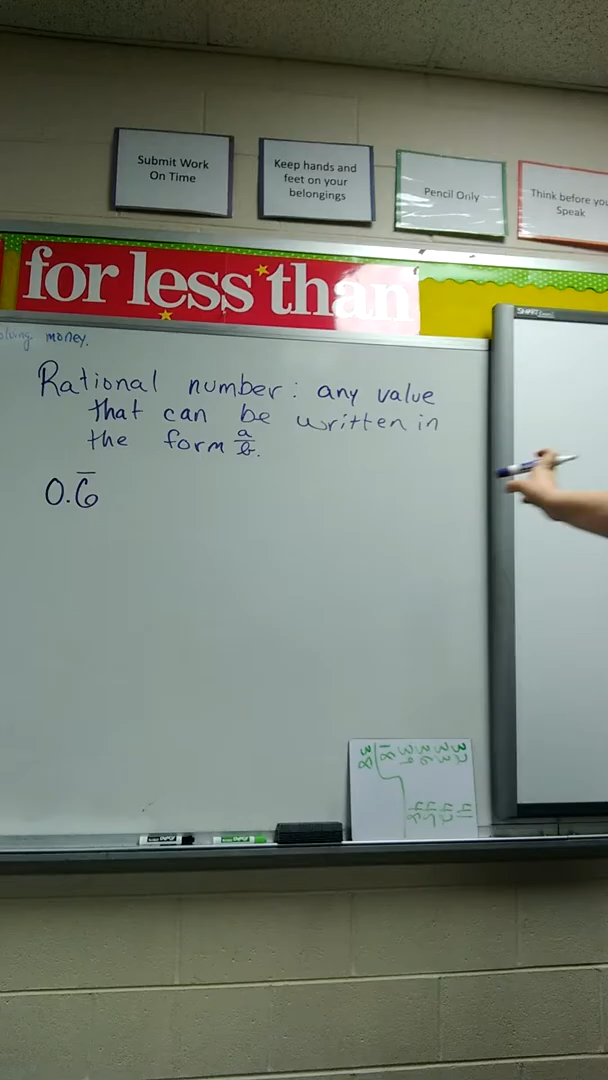 Submit Work
On Time
Keep hands and
feet on your
belongings
Pencil Only
Think before you
Speak
for less than
SMART
money.
Rational number: any value
that can be written in
the form a/b.
0.6̅